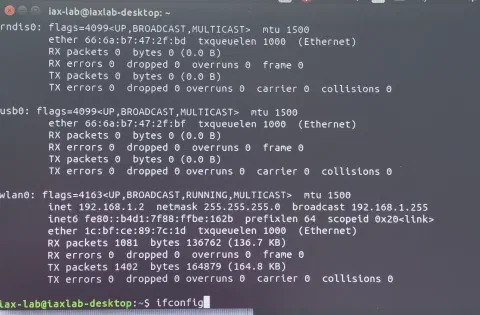 iax-lab@iaxlab-desktop: ~
rndis0: flags=4099<UP,BROADCAST,MULTICAST>  mtu 1500
ether 66:6a:b7:47:2f:bd  txqueuelen 1000  (Ethernet)
RX packets 0  bytes 0 (0.0 B)
RX errors 0  dropped 0  overruns 0  frame 0
TX packets 0  bytes 0 (0.0 B)
TX errors 0  dropped 0 overruns 0  carrier 0  collisions 0
usb0: flags=4099<UP,BROADCAST,MULTICAST>  mtu 1500
ether 66:6a:b7:47:2f:bf  txqueuelen 1000  (Ethernet)
RX packets 0  bytes 0 (0.0 B)
RX errors 0  dropped 0  overruns 0  frame 0
TX packets 0  bytes 0 (0.0 B)
TX errors 0  dropped 0 overruns 0  carrier 0  collisions 0
wlan0: flags=4163<UP,BROADCAST,RUNNING,MULTICAST>  mtu 1500
inet 192.168.1.2  netmask 255.255.255.0  broadcast 192.168.1.255
inet6 fe80::b4d1:7f88:ffbe:162b  prefixlen 64  scopeid 0x20<link>
ether 1c:bf:ce:89:7c:1d  txqueuelen 1000  (Ethernet)
RX packets 1081  bytes 136762 (136.7 KB)
RX errors 0  dropped 0  overruns 0  frame 0
TX packets 1402  bytes 164879 (164.8 KB)
TX errors 0  dropped 0 overruns 0  carrier 0  collisions 0
iax-lab@iaxlab-desktop:~$ ifconfig